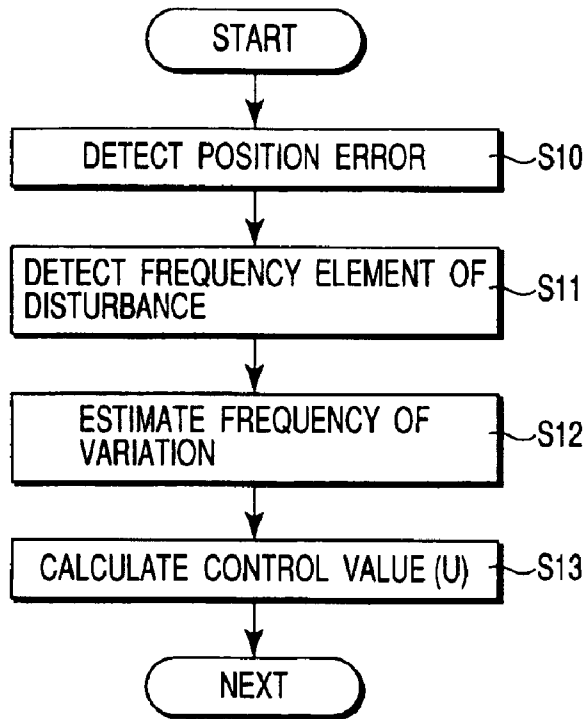 START
DETECT POSITION ERROR
S10
DETECT FREQUENCY ELEMENT OF
DISTURBANCE
S11
ESTIMATE FREQUENCY OF
VARIATION
S12
CALCULATE CONTROL VALUE (U)
S13
NEXT